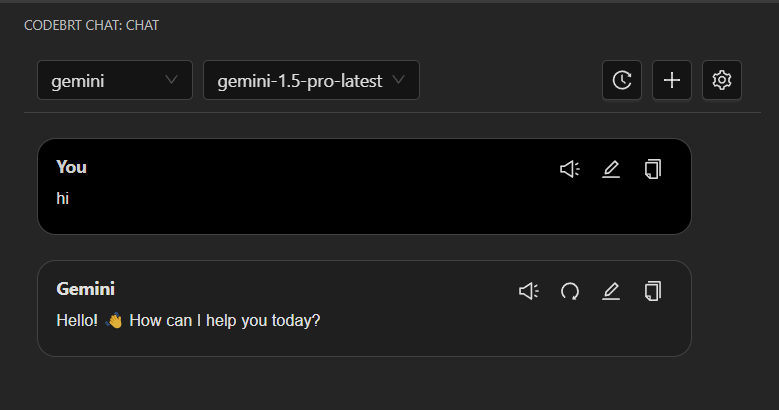 CODEBRT CHAT: CHAT
gemini gemini-1.5-pro-latest
You
hi
Gemini
Hello! 👋 How can I help you today?